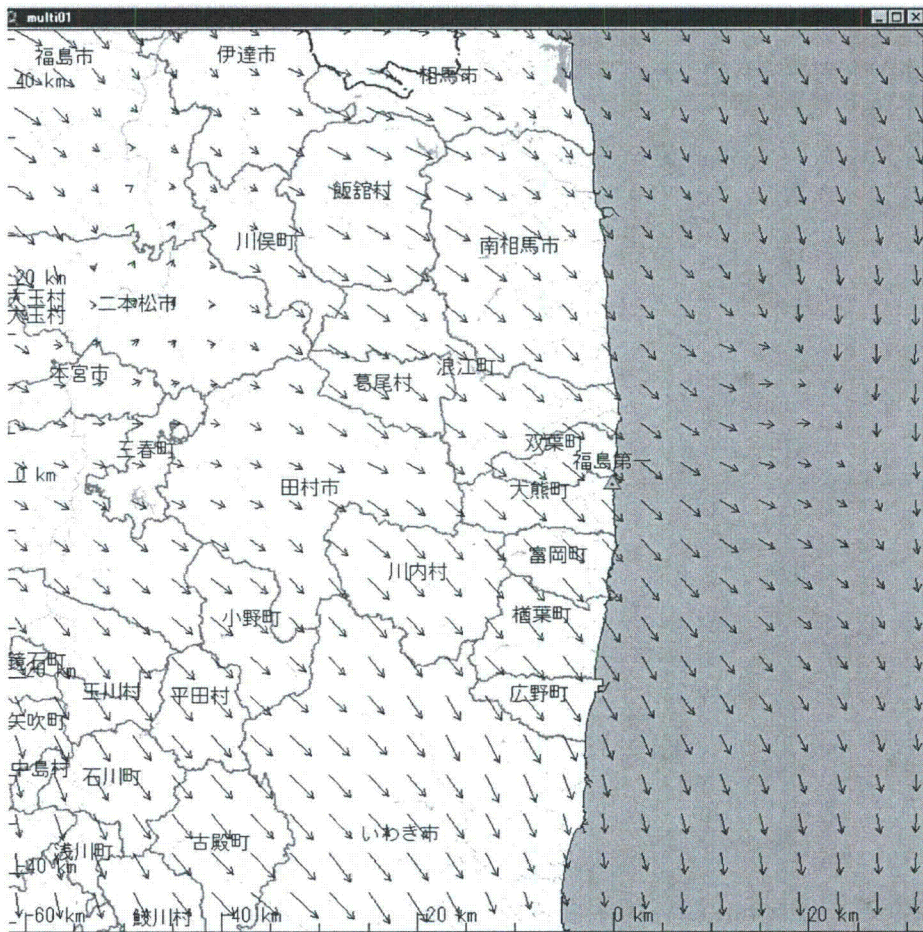 multi01
福島市
伊達市
40 km
相馬市
飯舘村
川俣町
南相馬市
20 km
大玉村
二本松市
大玉村
本宮市
浪江町
葛尾村
三春町
双葉町
福島第一
0 km
田村市
大熊町
富岡町
川内村
楢葉町
小野町
鏡石町
-20 km
玉川村
平田村
広野町
矢吹町
中島村
石川町
いわき市
古殿町
浅川町
-40 km
-60 km
鮫川村
-40 km
-20 km
0 km
20 km